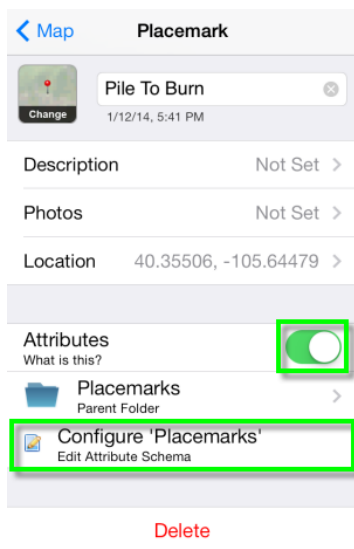 Map Placemark
Pile To Burn
Change 1/12/14, 5:41 PM
Description Not Set
Photos Not Set
Location 40.35506, -105.64479
Attributes
What is this?
Placemarks
Parent Folder
Configure 'Placemarks'
Edit Attribute Schema
Delete